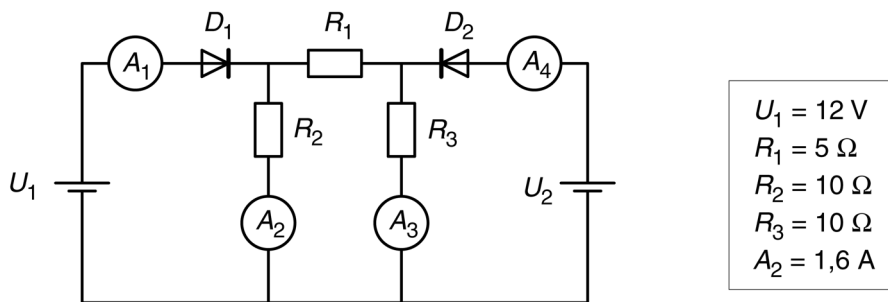 D₁ R₁ D₂
A₁ A₄
R₂ R₃
U₁ U₂
A₂ A₃
U₁ = 12 V
R₁ = 5 Ω
R₂ = 10 Ω
R₃ = 10 Ω
A₂ = 1,6 A